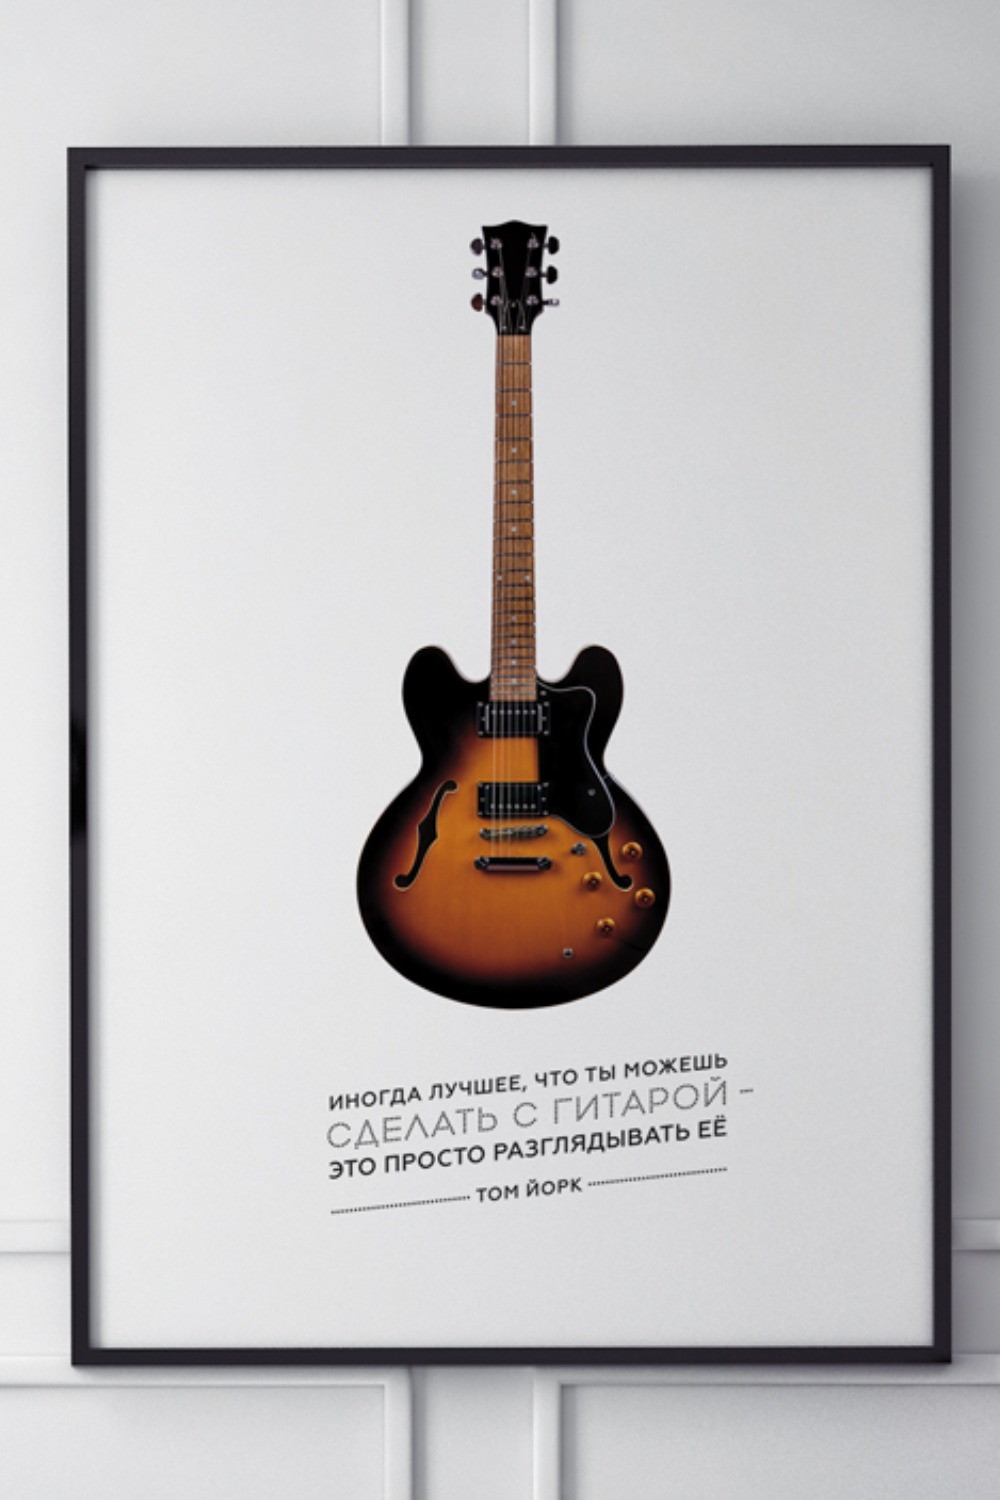 ИНОГДА ЛУЧШЕЕ, ЧТО ТЫ МОЖЕШЬ
СДЕЛАТЬ С ГИТАРОЙ –
ЭТО ПРОСТО РАЗГЛЯДЫВАТЬ ЕЁ
ТОМ ЙОРК